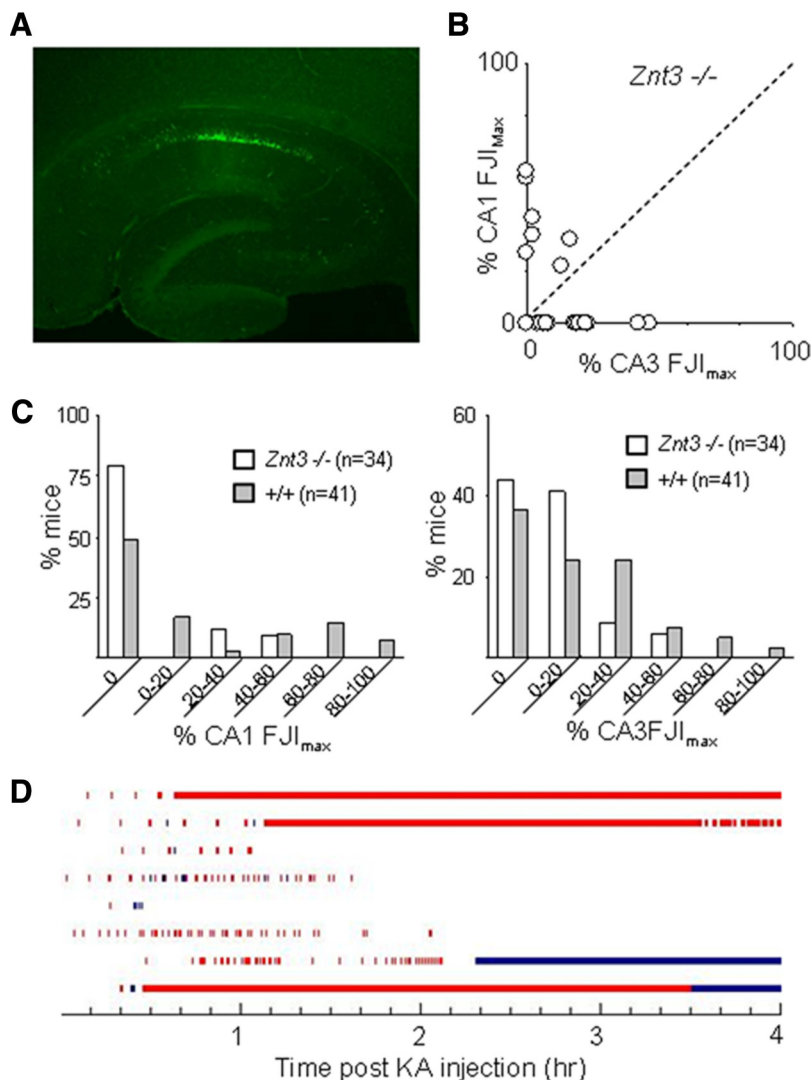 A
B
100
Znt3 -/-
% CA1 FJIMax
0
0
100
% CA3 FJImax
C
100
75
50
25
% mice
Znt3 -/- (n=34)
+/+ (n=41)
0
0-20
20-40
40-60
60-80
80-100
% CA1 FJImax
60
40
20
% mice
Znt3 -/- (n=34)
+/+ (n=41)
0
0-20
20-40
40-60
60-80
80-100
% CA3FJImax
D
1
2
3
4
Time post KA injection (hr)